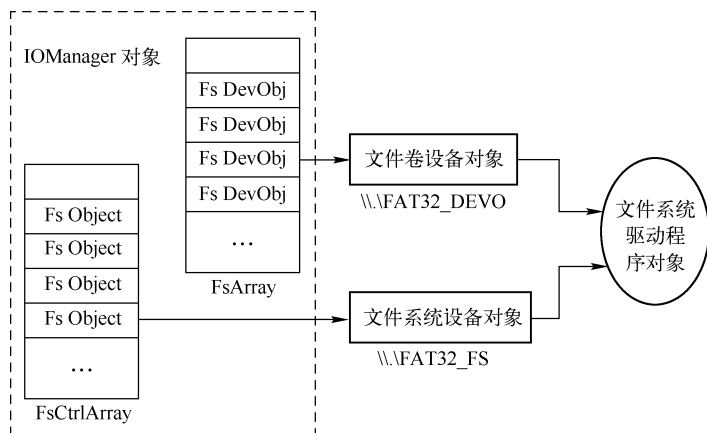 IOManager 对象
Fs DevObj
Fs DevObj
Fs DevObj
Fs DevObj
…
FsArray
Fs Object
Fs Object
Fs Object
Fs Object
…
FsCtrlArray
文件卷设备对象
\\.\FAT32_DEVO
文件系统设备对象
\\.\FAT32_FS
文件系统
驱动程
序对象